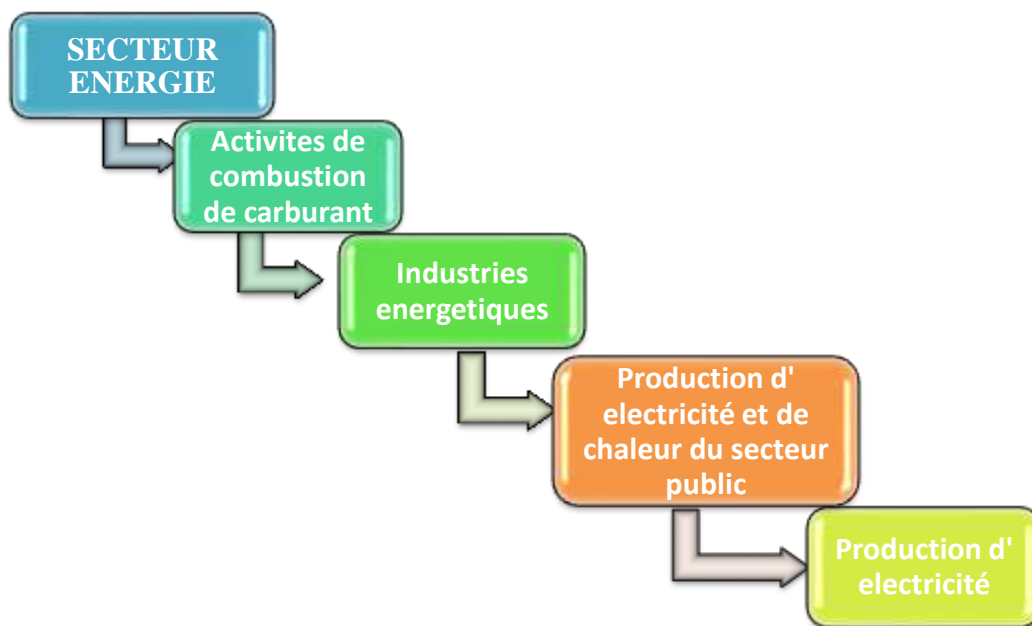 SECTEUR
ENERGIE
Activites de
combustion
de carburant
Industries
energetiques
Production d'
electricité et de
chaleur du secteur
public
Production d'
electricité